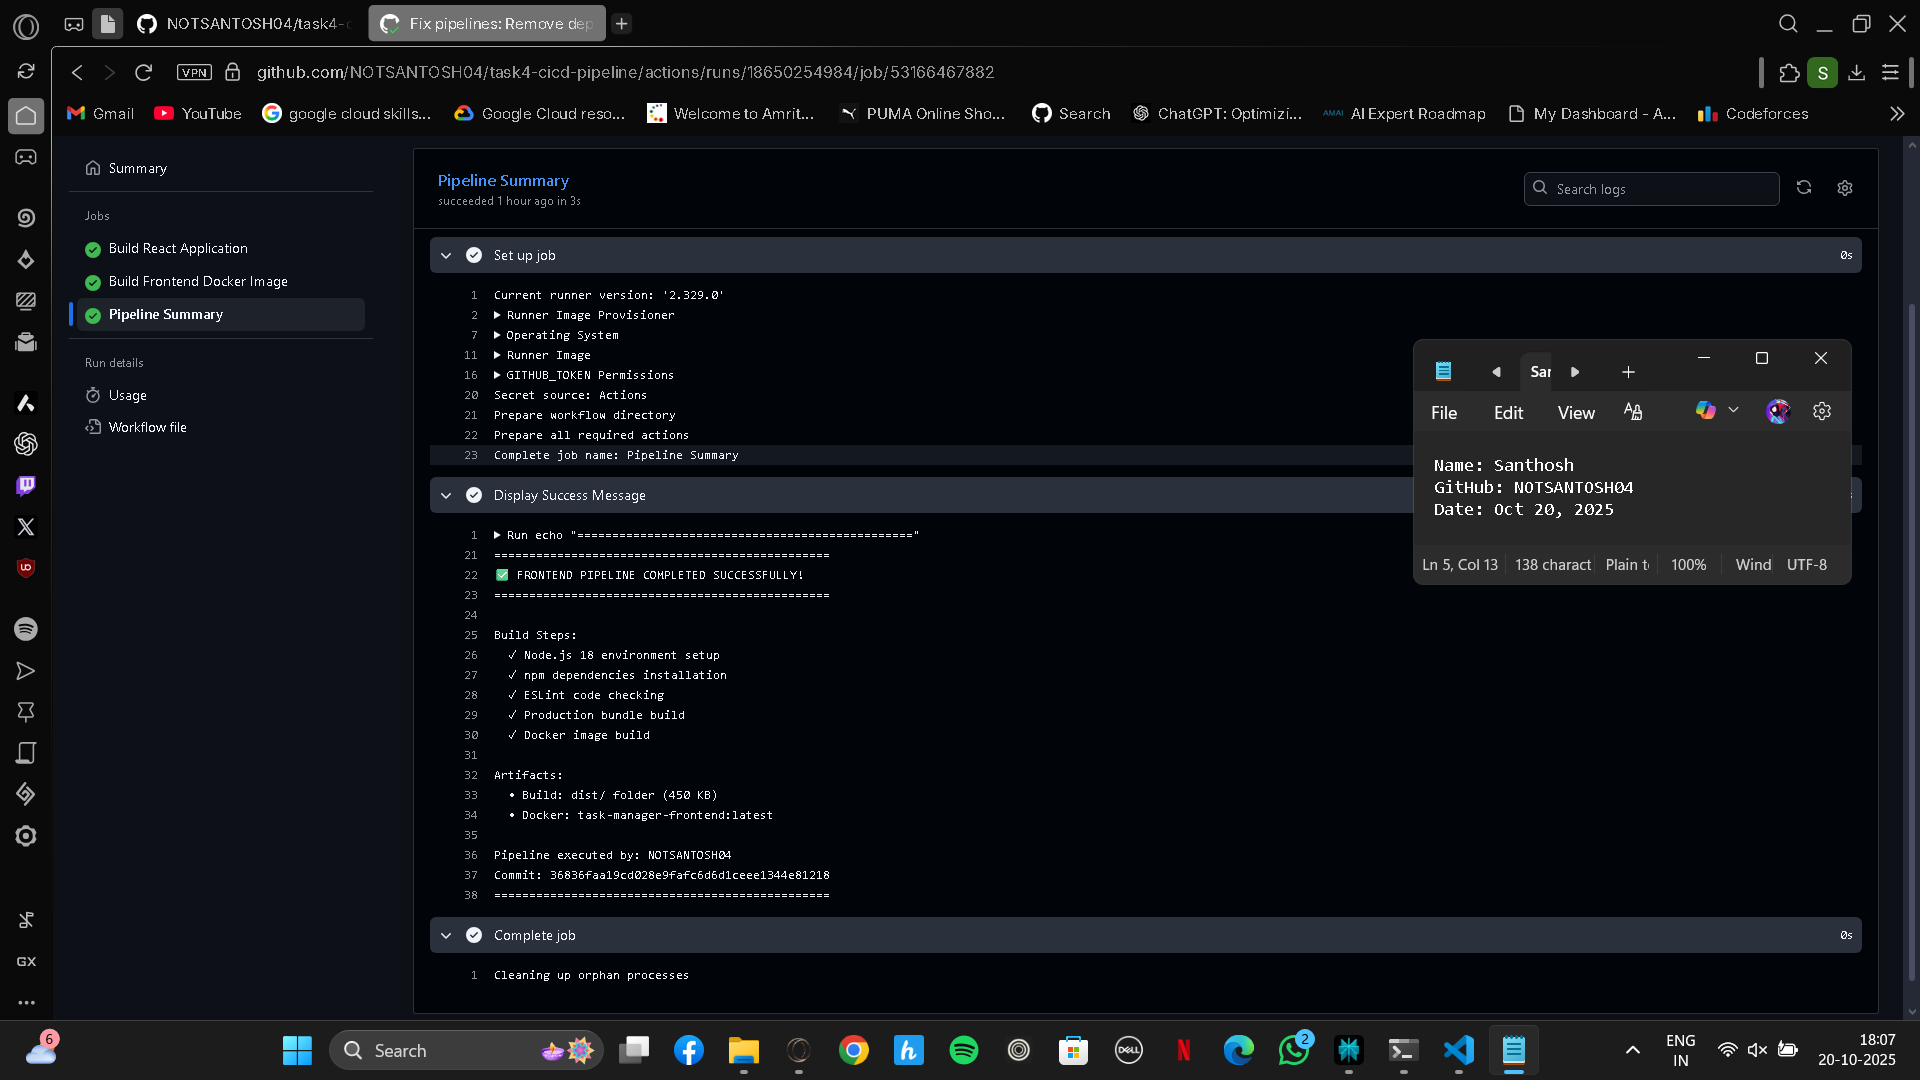 NOTSANTOSH04/task4-c
Fix pipelines: Remove dep
VPN
github.com/NOTSANTOSH04/task4-cicd-pipeline/actions/runs/18650254984/job/53166467882
S
Gmail
YouTube
google cloud skills...
Google Cloud reso...
Welcome to Amrit...
PUMA Online Sho...
Search
ChatGPT: Optimizi...
AMAI
AI Expert Roadmap
My Dashboard - A...
Codeforces
Summary
Jobs
Build React Application
Build Frontend Docker Image
Pipeline Summary
Run details
Usage
Workflow file
Pipeline Summary
succeeded 1 hour ago in 3s
Search logs
Set up job
0s
1 Current runner version: '2.329.0'
2 ▶ Runner Image Provisioner
7 ▶ Operating System
11 ▶ Runner Image
16 ▶ GITHUB_TOKEN Permissions
20 Secret source: Actions
21 Prepare workflow directory
22 Prepare all required actions
23 Complete job name: Pipeline Summary
Display Success Message
1 ▶ Run echo "================================================"
21 ================================================
22 ✅ FRONTEND PIPELINE COMPLETED SUCCESSFULLY!
23 ================================================
24
25 Build Steps:
26 ✓ Node.js 18 environment setup
27 ✓ npm dependencies installation
28 ✓ ESLint code checking
29 ✓ Production bundle build
30 ✓ Docker image build
31
32 Artifacts:
33 • Build: dist/ folder (450 KB)
34 • Docker: task-manager-frontend:latest
35
36 Pipeline executed by: NOTSANTOSH04
37 Commit: 36836faa19cd028e9fafc6d6d1ceee1344e81218
38 ================================================
Complete job
0s
1 Cleaning up orphan processes
Sar
File Edit View
Name: Santhosh
GitHub: NOTSANTOSH04
Date: Oct 20, 2025
Ln 5, Col 13
138 charact
Plain t
100%
Wind
UTF-8
UO
GX
6
Search
h
DELL
N
2
ENG
IN
18:07
20-10-2025